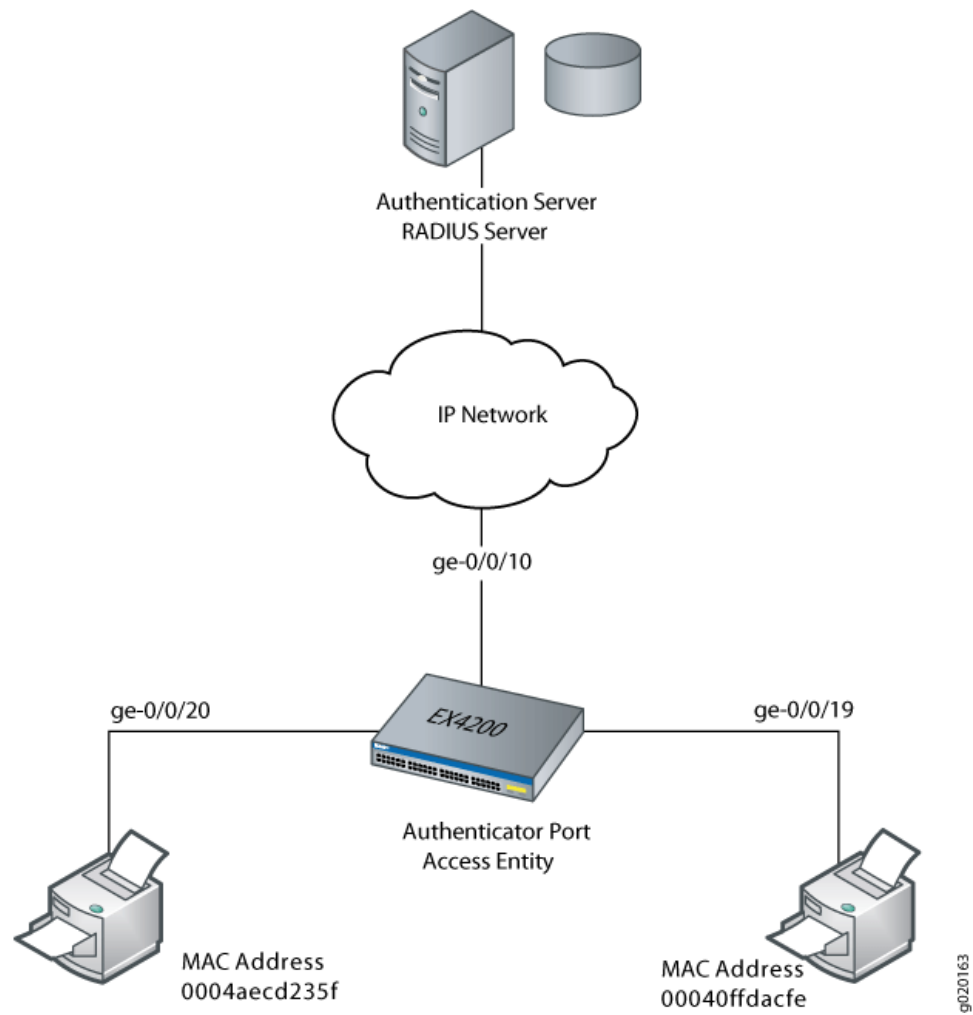 Authentication Server
RADIUS Server
IP Network
ge-0/0/10
ge-0/0/20
EX4200
ge-0/0/19
Authenticator Port
Access Entity
MAC Address
0004aecd235f
MAC Address
00040ffdacfe
g020163